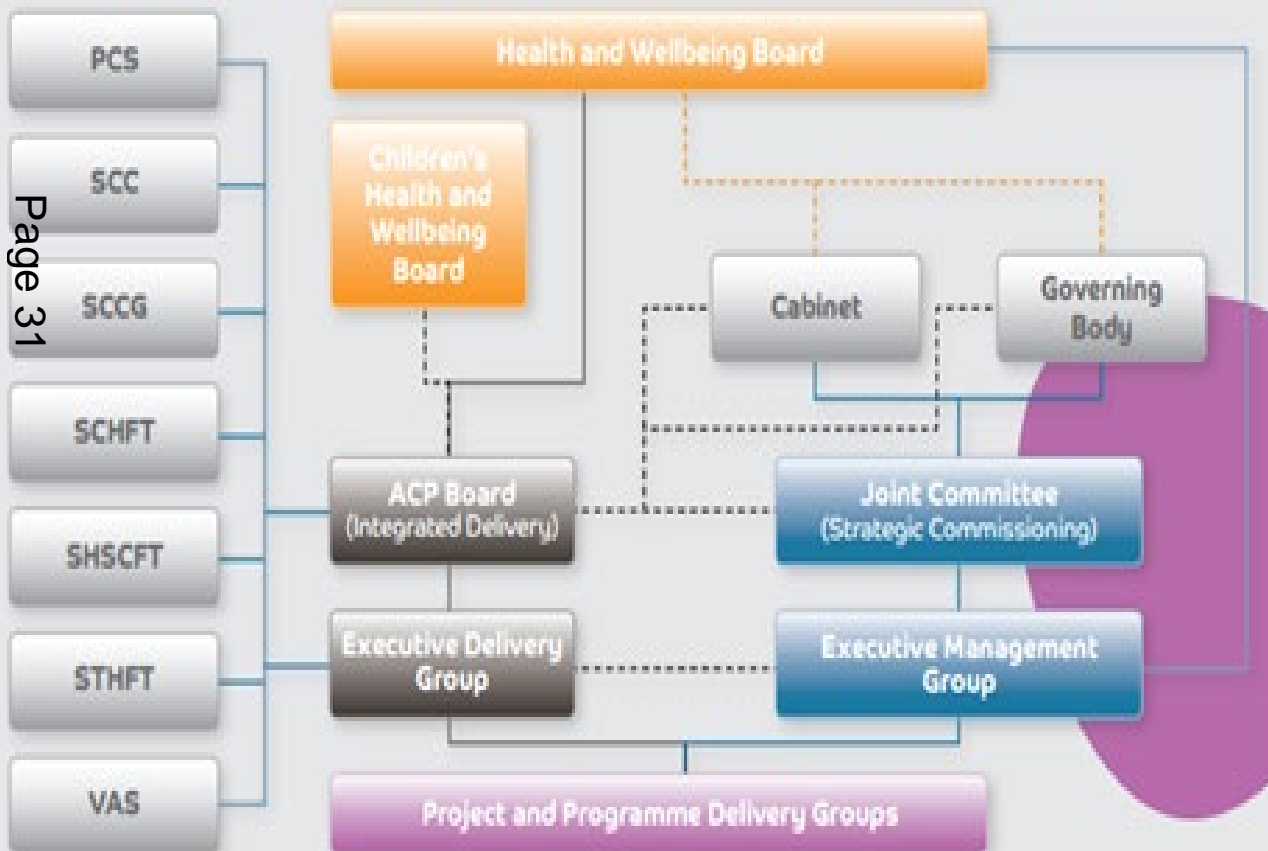 PCS
SCC
SCCG
SCHFT
SHSCFT
STHFT
VAS
Page 31
Health and Wellbeing Board
Children's
Health and
Wellbeing
Board
Cabinet
Governing
Body
ACP Board
(Integrated Delivery)
Joint Committee
(Strategic Commissioning)
Executive Delivery
Group
Executive Management
Group
Project and Programme Delivery Groups